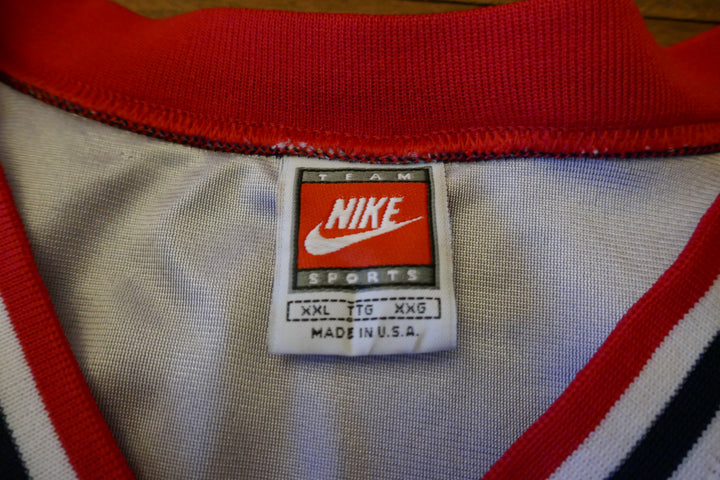 TEAM
NIKE
SPORTS
XXL TTG XXG
MADE IN U.S.A.